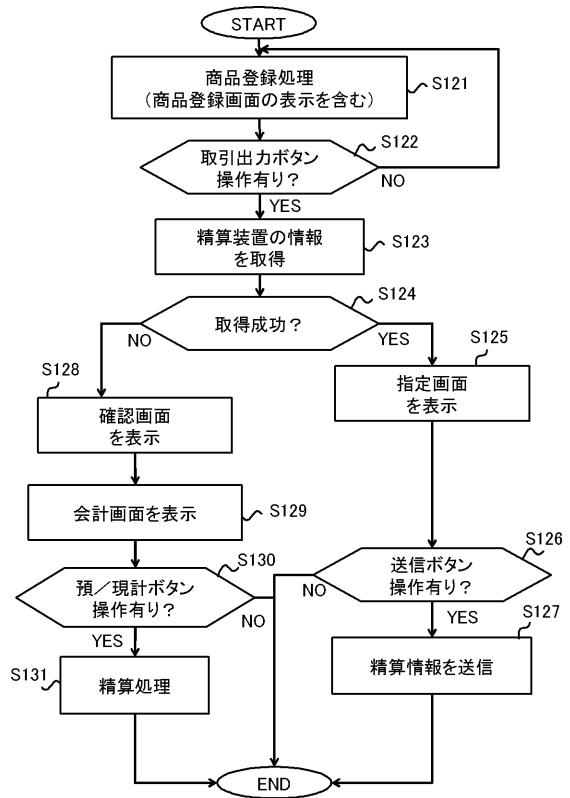 START
商品登録処理
（商品登録画面の表示を含む）
S121
取引出力ボタン
操作有り？
S122
NO
YES
精算装置の情報
を取得
S123
取得成功？
S124
NO
YES
S128
確認画面
を表示
S125
指定画面
を表示
会計画面を表示
S129
預／現計ボタン
操作有り？
S130
NO
YES
送信ボタン
操作有り？
S126
NO
YES
S131
精算処理
S127
精算情報を送信
END